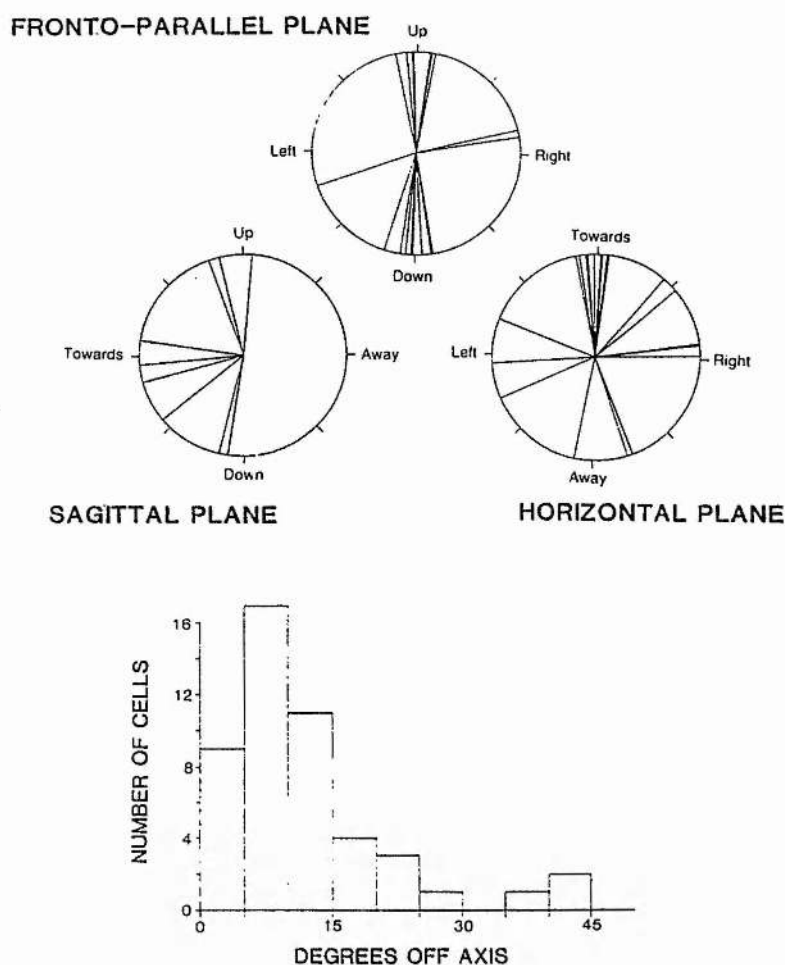 FRONTO-PARALLEL PLANE
Up
Left
Right
Down
Up
Towards
Away
Down
Towards
Left
Right
Away
SAGITTAL PLANE
HORIZONTAL PLANE
NUMBER OF CELLS
16
12
8
4
0
0
15
30
45
DEGREES OFF AXIS